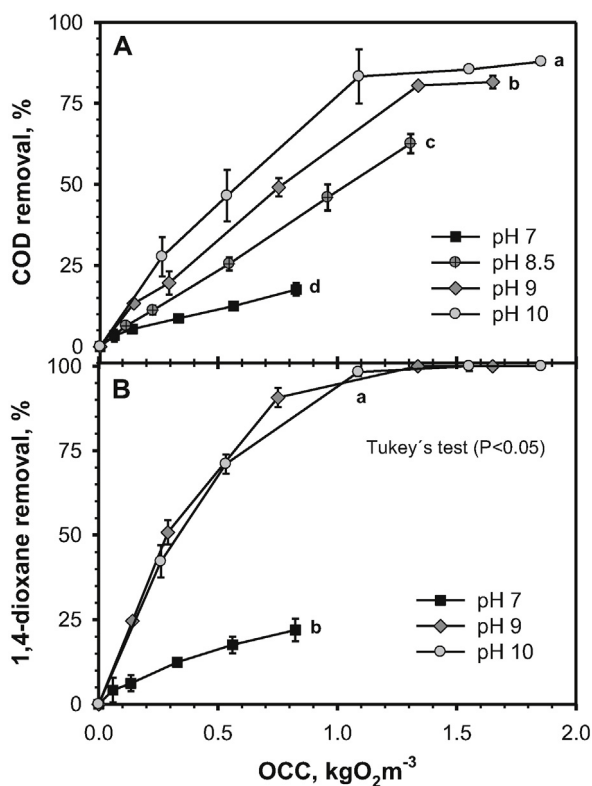 100
A
a
b
75
c
COD removal, %
50
pH 7
pH 8.5
25
d
pH 9
pH 10
0
100
B
a
75
Tukey´s test (P<0.05)
1,4-dioxane removal, %
50
25
b
pH 7
pH 9
pH 10
0
0.0 0.5 1.0 1.5 2.0
OCC, kgO₂m⁻³